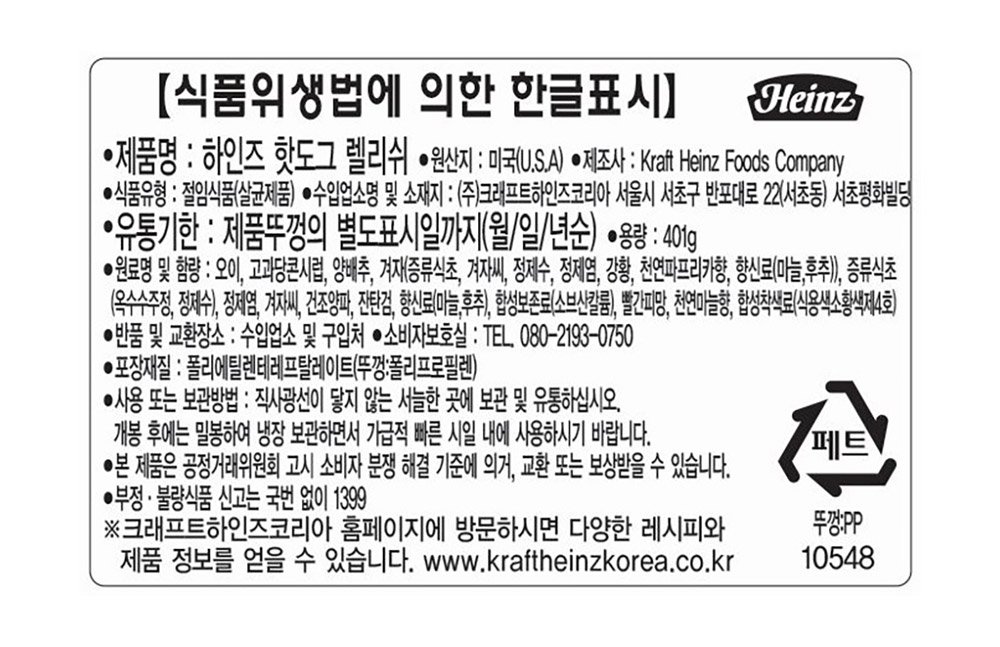 【식품위생법에 의한 한글표시】 Heinz
•제품명 : 하인즈 핫도그 렐리쉬 •원산지 : 미국(U.S.A) •제조사 : Kraft Heinz Foods Company
•식품유형 : 절임식품(살균제품) •수입업소명 및 소재지 : (주)크래프트하인즈코리아 서울시 서초구 반포대로 22(서초동) 서초평화빌딩
•유통기한 : 제품뚜껑의 별도표시일까지(월/일/년순) •용량 : 401g
•원료명 및 함량 : 오이, 고과당콘시럽, 양배추, 겨자(증류식초, 겨자씨, 정제수, 정제염, 강황, 천연파프리카향, 향신료(마늘,후추)), 증류식초
(옥수수주정, 정제수), 정제염, 겨자씨, 건조양파, 잔탄검, 향신료(마늘,후추), 합성보존료(소브산칼륨), 빨간피망, 천연마늘향, 합성착색료(식용색소황색제4호)
•반품 및 교환장소 : 수입업소 및 구입처 •소비자보호실 : TEL. 080-2193-0750
•포장재질 : 폴리에틸렌테레프탈레이트(뚜껑:폴리프로필렌)
•사용 또는 보관방법 : 직사광선이 닿지 않는 서늘한 곳에 보관 및 유통하십시오.
개봉 후에는 밀봉하여 냉장 보관하면서 가급적 빠른 시일 내에 사용하시기 바랍니다.
•본 제품은 공정거래위원회 고시 소비자 분쟁 해결 기준에 의거, 교환 또는 보상받을 수 있습니다.
•부정·불량식품 신고는 국번 없이 1399
※크래프트하인즈코리아 홈페이지에 방문하시면 다양한 레시피와
제품 정보를 얻을 수 있습니다. www.kraftheinzkorea.co.kr
페트
뚜껑:PP
10548